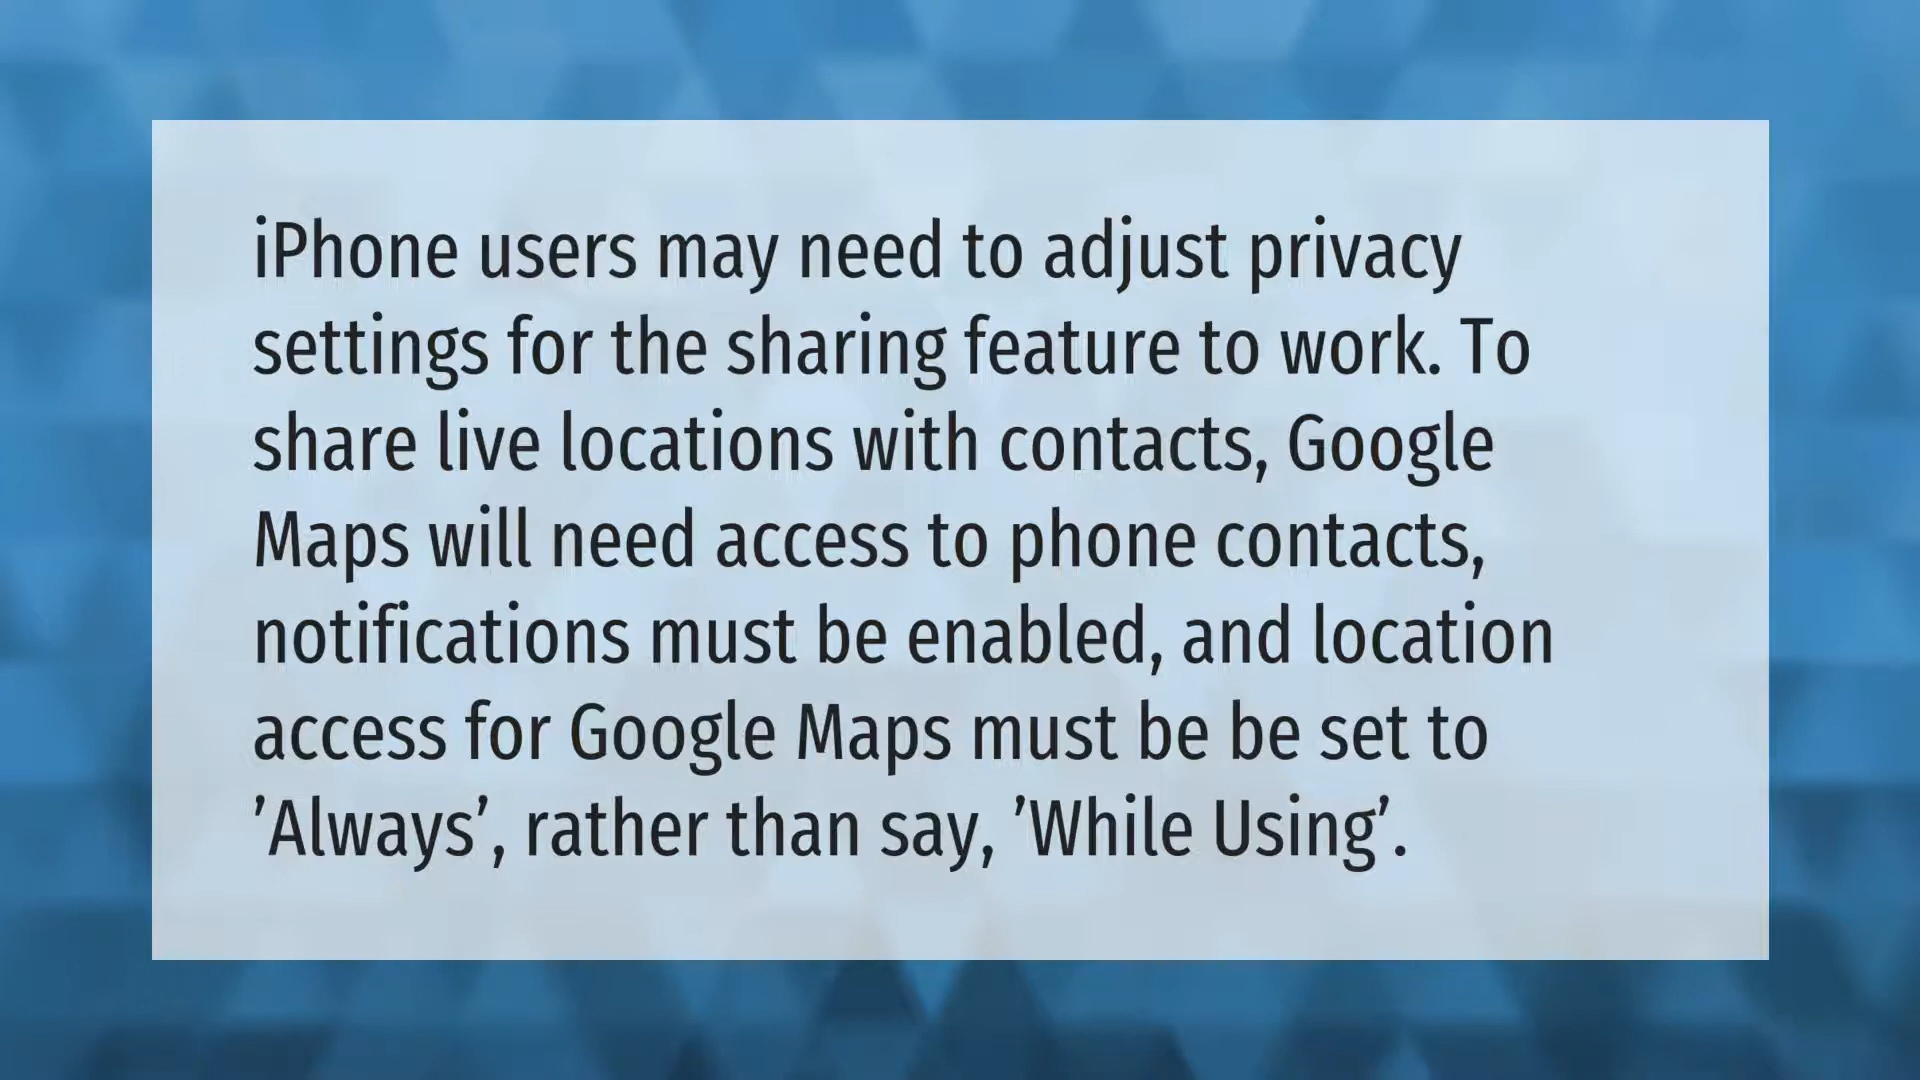 iPhone users may need to adjust privacy
settings for the sharing feature to work. To
share live locations with contacts, Google
Maps will need access to phone contacts,
notifications must be enabled, and location
access for Google Maps must be be set to
’Always’, rather than say, ’While Using’.